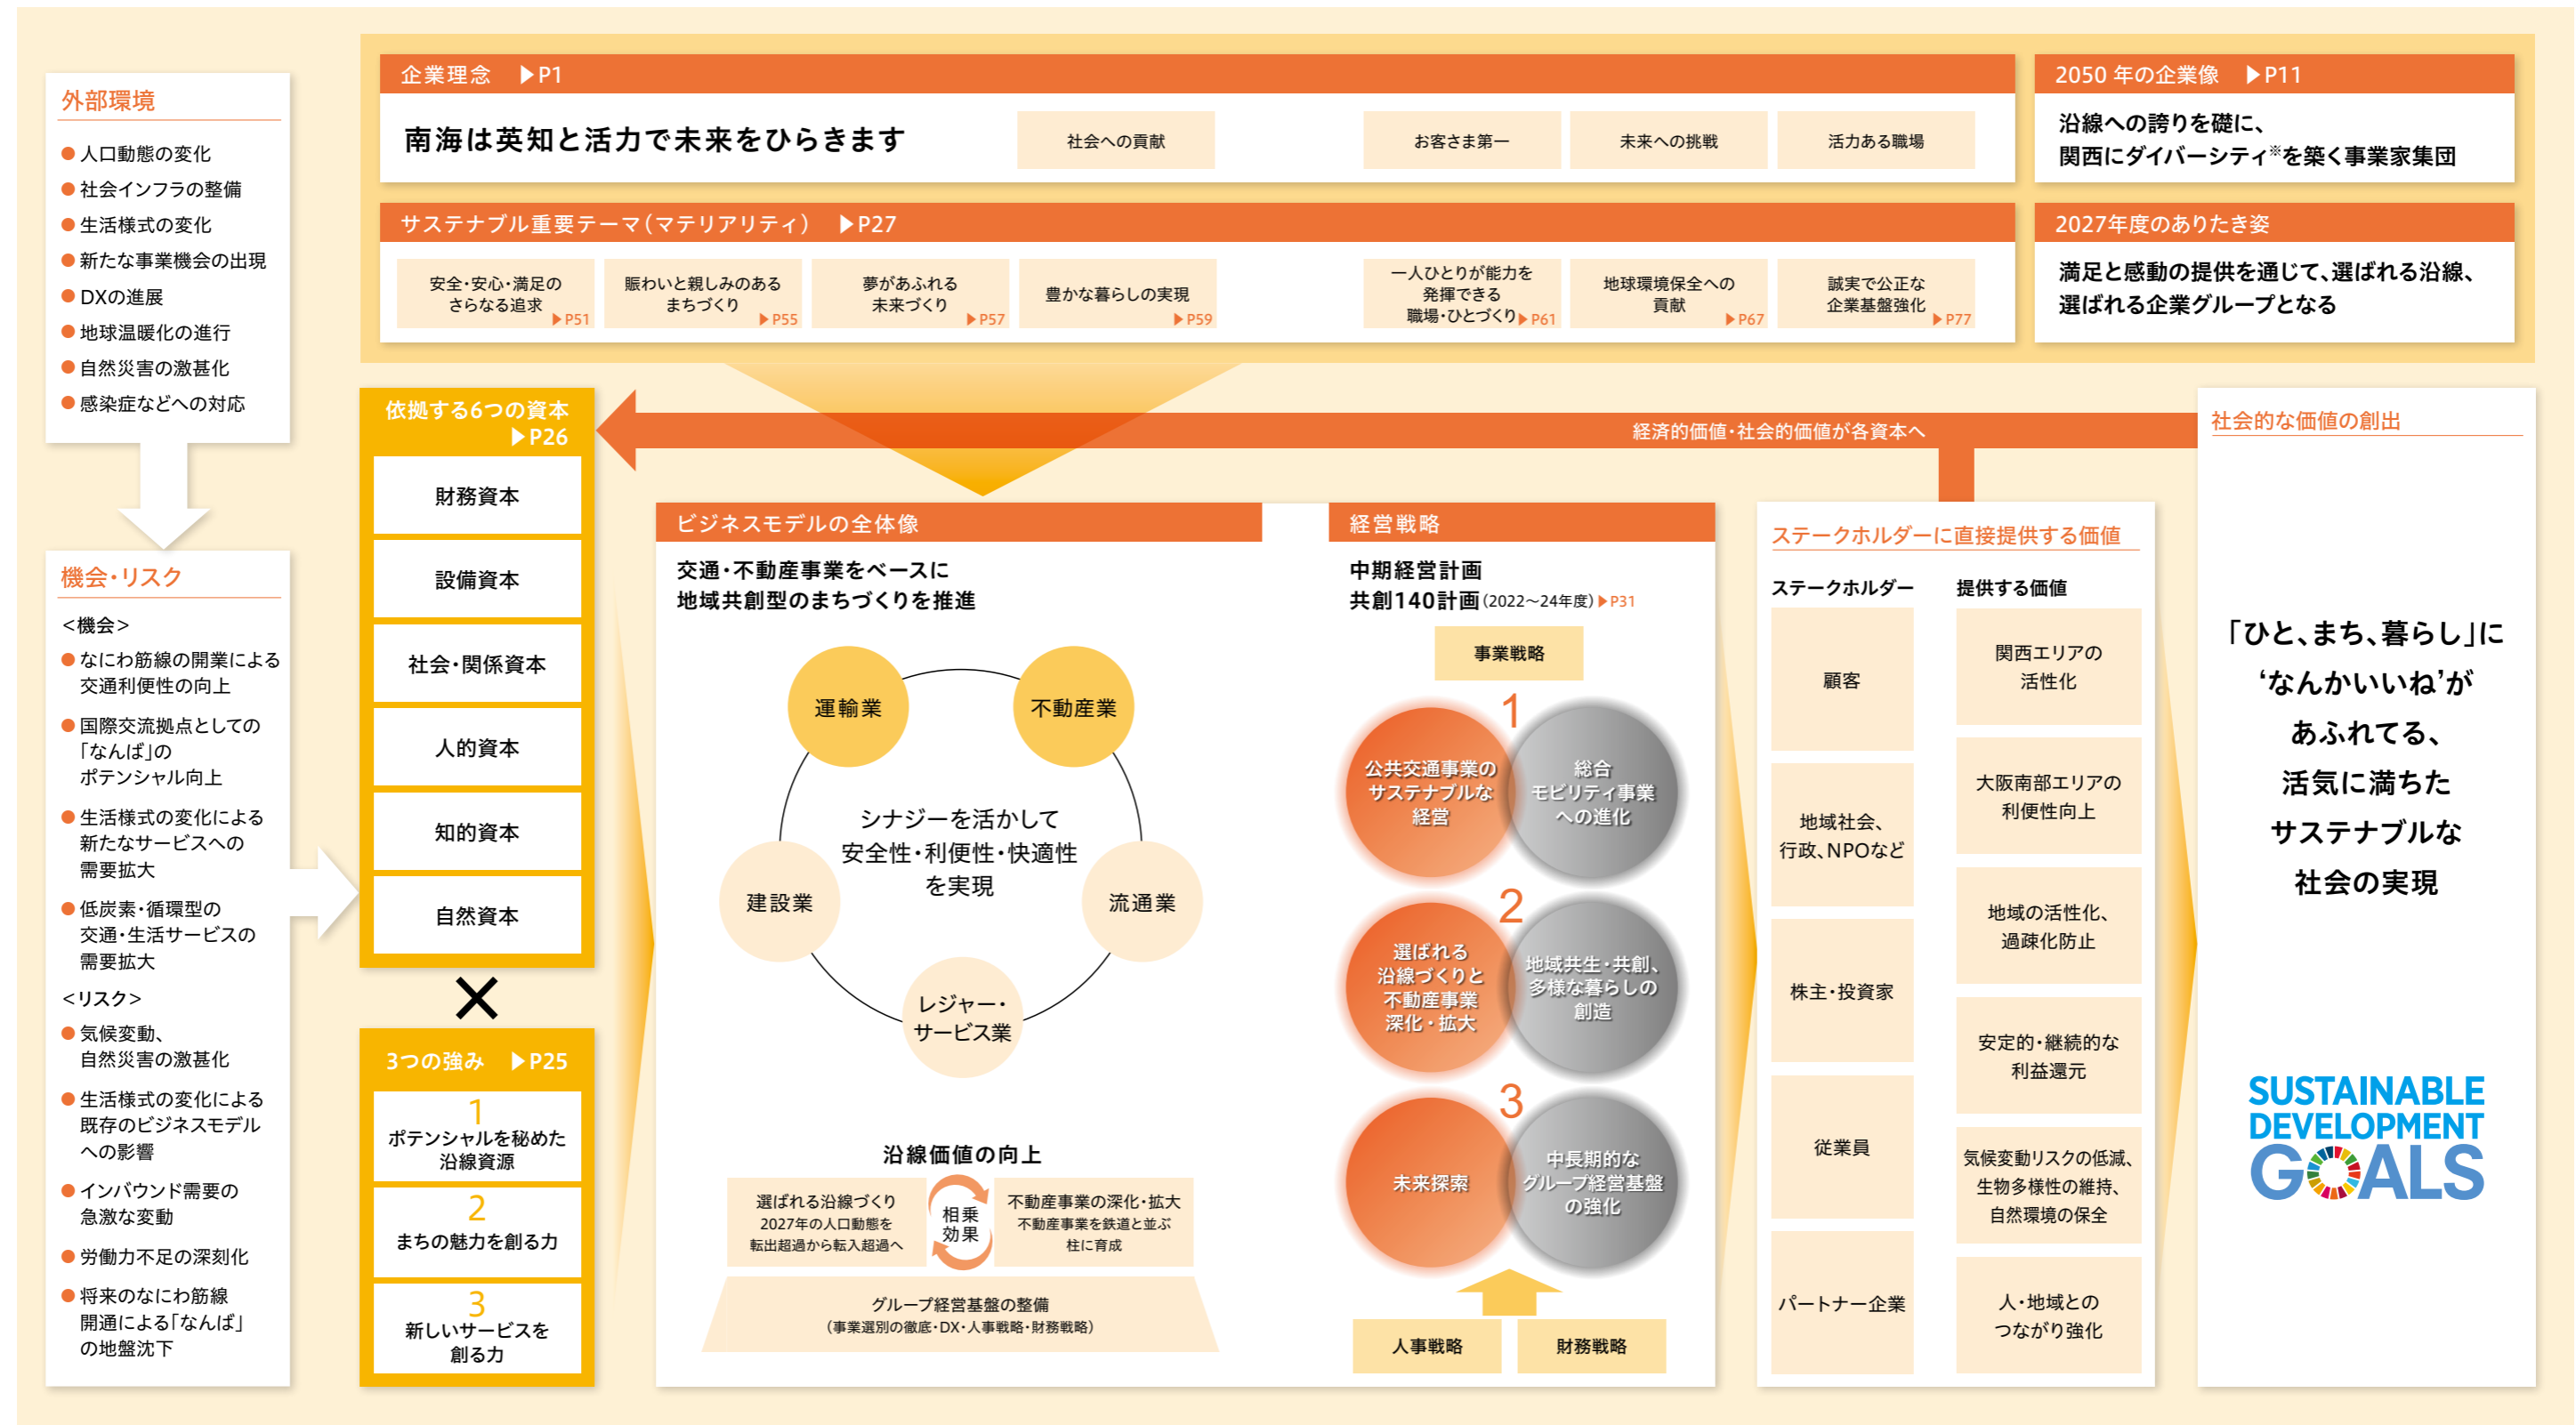 企業理念 ▶P1
南海は英知と活力で未来をひらきます
社会への貢献
お客さま第一
未来への挑戦
活力ある職場
2050 年の企業像 ▶P11
沿線への誇りを礎に、
関西にダイバーシティ※を築く事業家集団
サステナブル重要テーマ（マテリアリティ） ▶P27
安全・安心・満足の
さらなる追求 ▶P51
賑わいと親しみのある
まちづくり ▶P55
夢があふれる
未来づくり ▶P57
豊かな暮らしの実現
▶P59
一人ひとりが能力を
発揮できる
職場・ひとづくり ▶P61
地球環境保全への
貢献 ▶P67
誠実で公正な
企業基盤強化 ▶P77
2027年度のありたき姿
満足と感動の提供を通じて、選ばれる沿線、
選ばれる企業グループとなる
外部環境
● 人口動態の変化
● 社会インフラの整備
● 生活様式の変化
● 新たな事業機会の出現
● DXの進展
● 地球温暖化の進行
● 自然災害の激甚化
● 感染症などへの対応
機会・リスク
＜機会＞
● なにわ筋線の開業による
交通利便性の向上
● 国際交流拠点としての
「なんば」の
ポテンシャル向上
● 生活様式の変化による
新たなサービスへの
需要拡大
● 低炭素・循環型の
交通・生活サービスの
需要拡大
＜リスク＞
● 気候変動、
自然災害の激甚化
● 生活様式の変化による
既存のビジネスモデル
への影響
● インバウンド需要の
急激な変動
● 労働力不足の深刻化
● 将来のなにわ筋線
開通による「なんば」
の地盤沈下
依拠する6つの資本
▶P26
財務資本
設備資本
社会・関係資本
人的資本
知的資本
自然資本
×
3つの強み ▶P25
1
ポテンシャルを秘めた
沿線資源
2
まちの魅力を創る力
3
新しいサービスを
創る力
経済的価値・社会的価値が各資本へ
ビジネスモデルの全体像
交通・不動産事業をベースに
地域共創型のまちづくりを推進
運輸業
不動産業
シナジーを活かして
安全性・利便性・快適性
を実現
建設業
流通業
レジャー・
サービス業
沿線価値の向上
選ばれる沿線づくり
2027年の人口動態を
転出超過から転入超過へ
相乗
効果
不動産事業の深化・拡大
不動産事業を鉄道と並ぶ
柱に育成
グループ経営基盤の整備
（事業選別の徹底・DX・人事戦略・財務戦略）
経営戦略
中期経営計画
共創140計画（2022～24年度）▶P31
事業戦略
1
公共交通事業の
サステナブルな
経営
総合
モビリティ事業
への進化
2
選ばれる
沿線づくりと
不動産事業
深化・拡大
地域共生・共創、
多様な暮らしの
創造
3
未来探索
中長期的な
グループ経営基盤
の強化
人事戦略
財務戦略
ステークホルダーに直接提供する価値
ステークホルダー
顧客
地域社会、
行政、NPOなど
株主・投資家
従業員
パートナー企業
提供する価値
関西エリアの
活性化
大阪南部エリアの
利便性向上
地域の活性化、
過疎化防止
安定的・継続的な
利益還元
気候変動リスクの低減、
生物多様性の維持、
自然環境の保全
人・地域との
つながり強化
社会的な価値の創出
「ひと、まち、暮らし」に
‘なんかいいね’が
あふれてる、
活気に満ちた
サステナブルな
社会の実現
SUSTAINABLE
DEVELOPMENT
GOALS